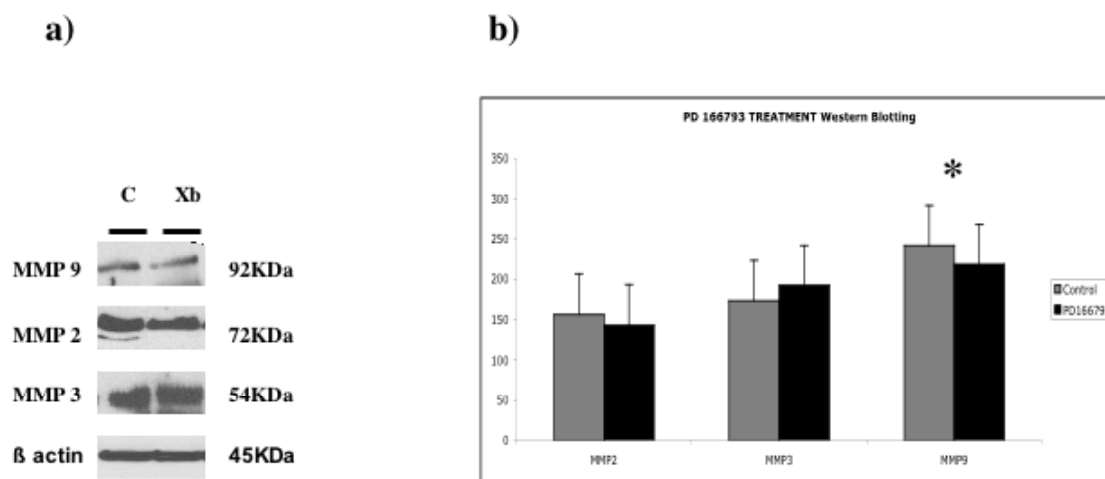 a)
C Xb
MMP 9 92KDa
MMP 2 72KDa
MMP 3 54KDa
ß actin 45KDa
b)
PD 166793 TREATMENT Western Blotting
*
350
300
250
200
150
100
50
0
MMP2 MMP3 MMP9
Control
PD16679